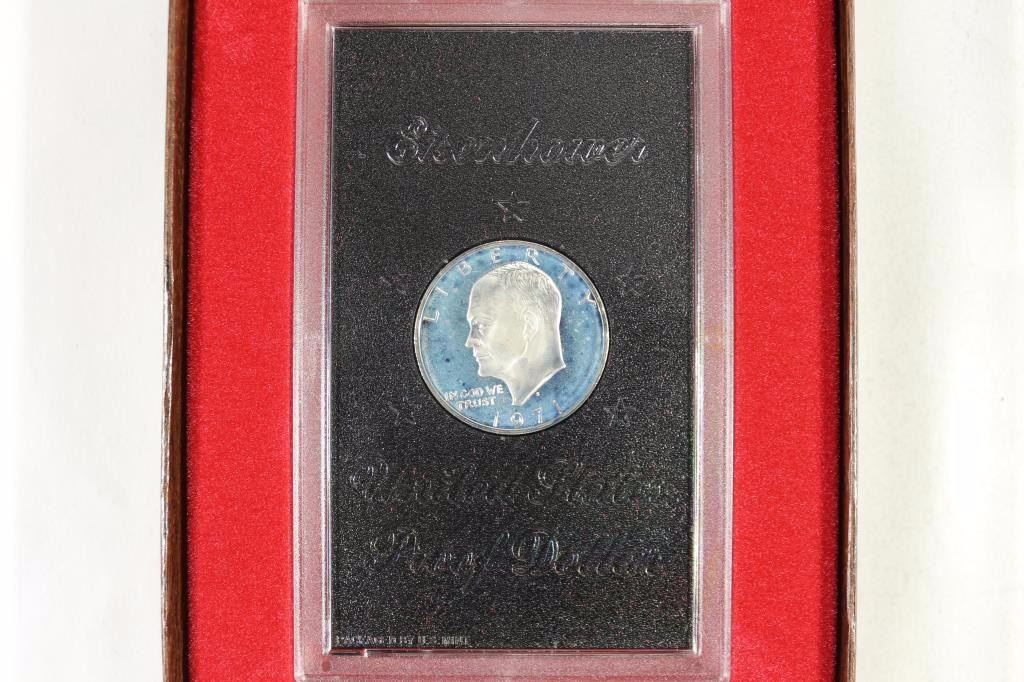 Eisenhower
LIBERTY
IN GOD WE
TRUST
1971
United States
Proof Dollar
PACKAGED BY U.S. MINT